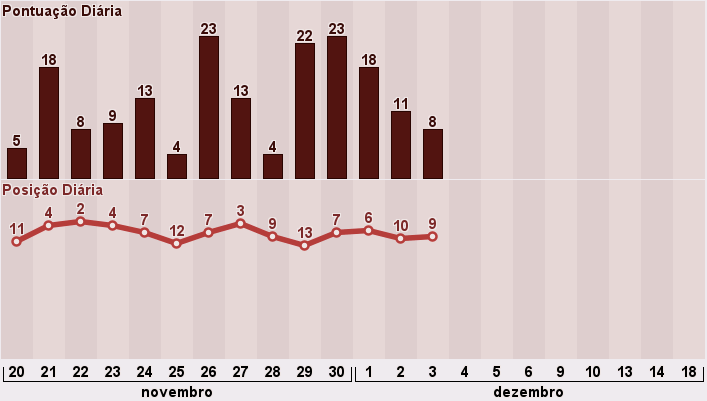 Pontuação Diária
5 18 8 9 13 4 23 13 4 22 23 18 11 8
Posição Diária
11 4 2 4 7 12 7 3 9 13 7 6 10 9
20 21 22 23 24 25 26 27 28 29 30 1 2 3 4 5 6 9 10 13 14 18
novembro dezembro